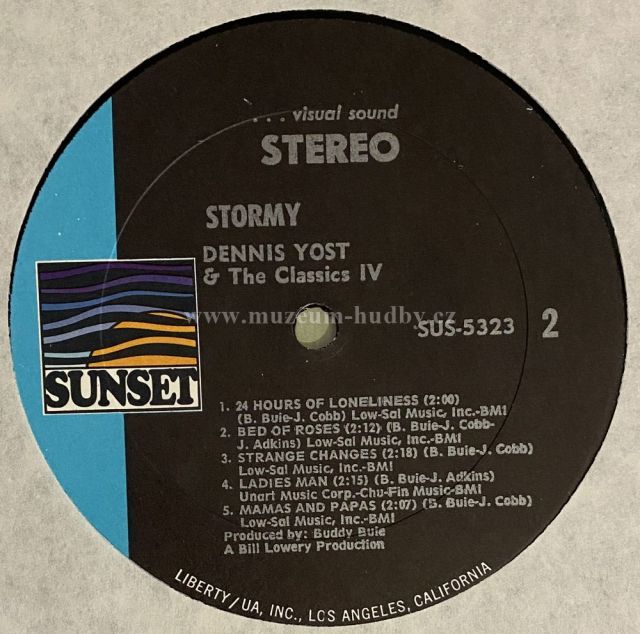 . . . visual sound
STEREO
STORMY
DENNIS YOST
& The Classics IV
www.muzeum-hudby.cz
SUS-5323 2
SUNSET
1. 24 HOURS OF LONELINESS (2:00)
(B. Buie-J. Cobb) Low-Sal Music, Inc.-BMI
2. BED OF ROSES (2:12) (B. Buie-J. Cobb-
J. Adkins) Low-Sal Music, Inc.-BMI
3. STRANGE CHANGES (2:18) (B. Buie-J. Cobb)
Low-Sal Music, Inc.-BMI
4. LADIES MAN (2:15) (B. Buie-J. Adkins)
Unart Music Corp.-Chu-Fin Music-BMI
5. MAMAS AND PAPAS (2:07) (B. Buie-J. Cobb)
Low-Sal Music, Inc.-BMI
Produced by: Buddy Buie
A Bill Lowery Production
LIBERTY/UA, INC., LOS ANGELES, CALIFORNIA